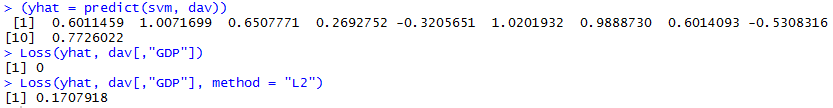 > (yhat = predict(svm, dav))
[1] 0.6011459 1.0071699 0.6507771 0.2692752 -0.3205651 1.0201932 0.9888730 0.6014093 -0.5308316
[10] 0.7726022
> Loss(yhat, dav[,"GDP"])
[1] 0
> Loss(yhat, dav[,"GDP"], method = "L2")
[1] 0.1707918